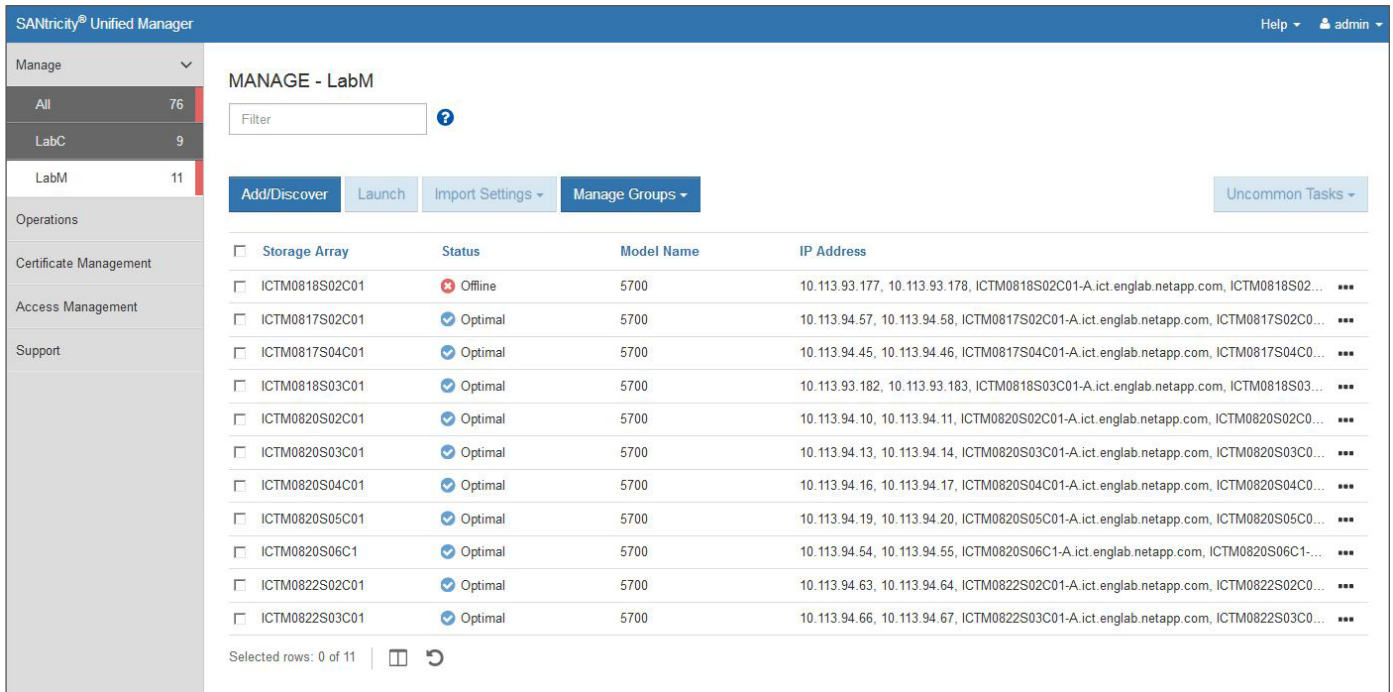 SANtricity® Unified Manager
Help admin
Manage
All 76
LabC 9
LabM 11
Operations
Certificate Management
Access Management
Support
MANAGE - LabM
Filter ?
Add/Discover Launch Import Settings Manage Groups Uncommon Tasks
Storage Array Status Model Name IP Address
ICTM0818S02C01 Offline 5700 10.113.93.177, 10.113.93.178, ICTM0818S02C01-A.ict.englab.netapp.com, ICTM0818S02...
ICTM0817S02C01 Optimal 5700 10.113.94.57, 10.113.94.58, ICTM0817S02C01-A.ict.englab.netapp.com, ICTM0817S02C0...
ICTM0817S04C01 Optimal 5700 10.113.94.45, 10.113.94.46, ICTM0817S04C01-A.ict.englab.netapp.com, ICTM0817S04C0...
ICTM0818S03C01 Optimal 5700 10.113.93.182, 10.113.93.183, ICTM0818S03C01-A.ict.englab.netapp.com, ICTM0818S03...
ICTM0820S02C01 Optimal 5700 10.113.94.10, 10.113.94.11, ICTM0820S02C01-A.ict.englab.netapp.com, ICTM0820S02C0...
ICTM0820S03C01 Optimal 5700 10.113.94.13, 10.113.94.14, ICTM0820S03C01-A.ict.englab.netapp.com, ICTM0820S03C0...
ICTM0820S04C01 Optimal 5700 10.113.94.16, 10.113.94.17, ICTM0820S04C01-A.ict.englab.netapp.com, ICTM0820S04C0...
ICTM0820S05C01 Optimal 5700 10.113.94.19, 10.113.94.20, ICTM0820S05C01-A.ict.englab.netapp.com, ICTM0820S05C0...
ICTM0820S06C1 Optimal 5700 10.113.94.54, 10.113.94.55, ICTM0820S06C1-A.ict.englab.netapp.com, ICTM0820S06C1-...
ICTM0822S02C01 Optimal 5700 10.113.94.63, 10.113.94.64, ICTM0822S02C01-A.ict.englab.netapp.com, ICTM0822S02C0...
ICTM0822S03C01 Optimal 5700 10.113.94.66, 10.113.94.67, ICTM0822S03C01-A.ict.englab.netapp.com, ICTM0822S03C0...
Selected rows: 0 of 11